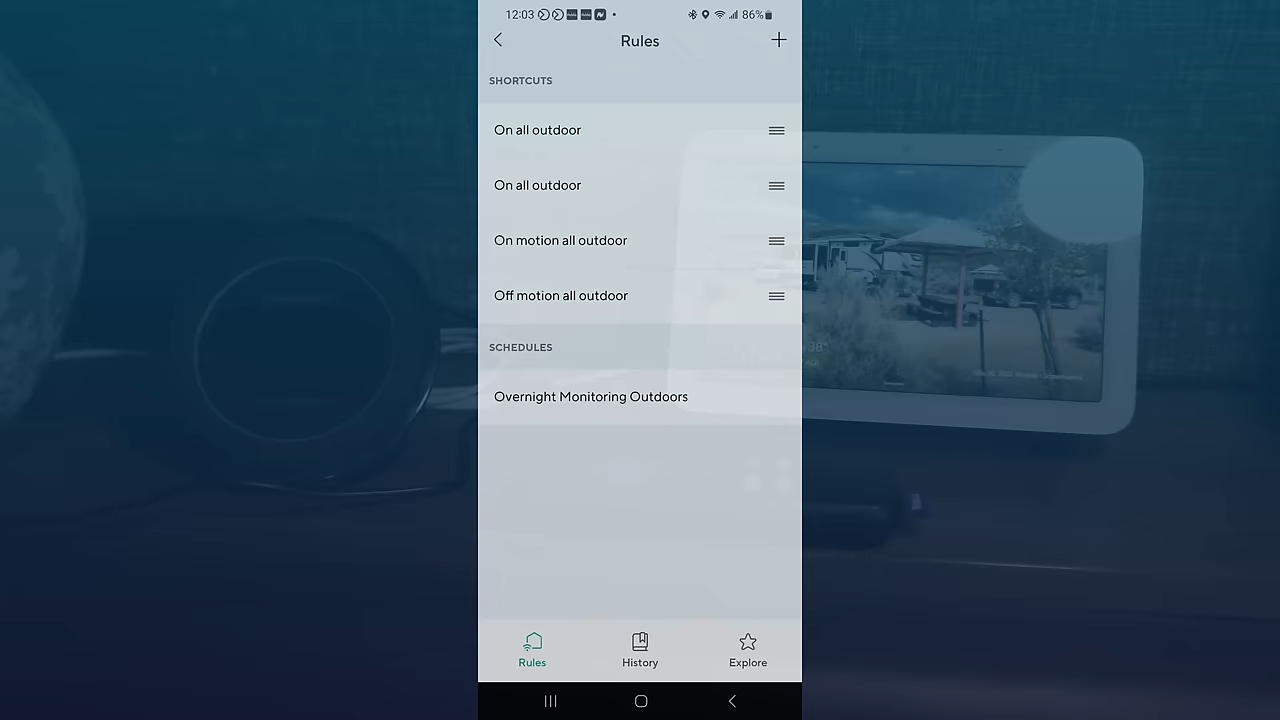 12:03
86%
Rules
SHORTCUTS
On all outdoor
On all outdoor
On motion all outdoor
Off motion all outdoor
SCHEDULES
Overnight Monitoring Outdoors
Rules
History
Explore